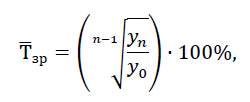 T̅зр = (ⁿ⁻¹√(yₙ/y₀)) · 100%,